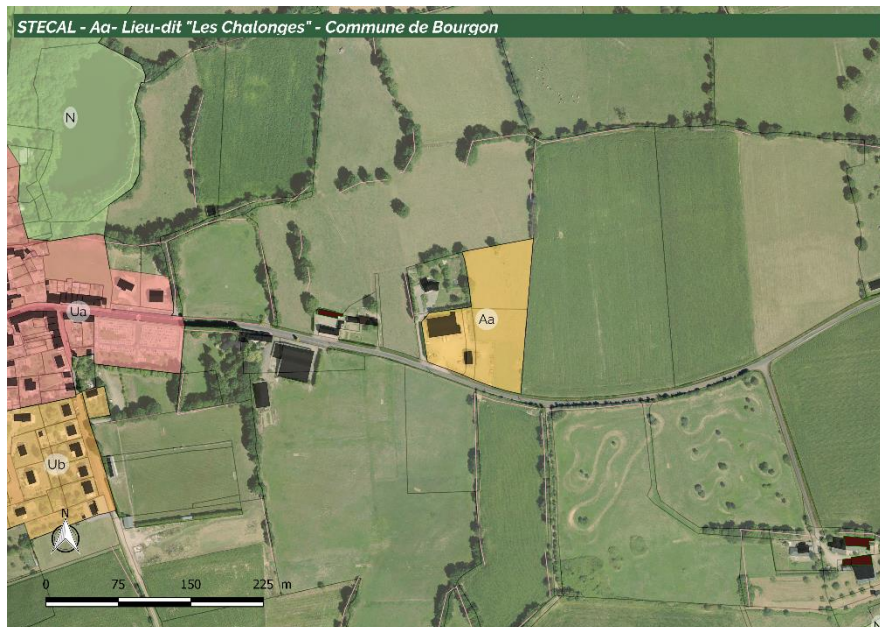 STECAL - Aa- Lieu-dit "Les Chalonges" - Commune de Bourgon
N
Ua
Aa
Ub
N
0 75 150 225 m